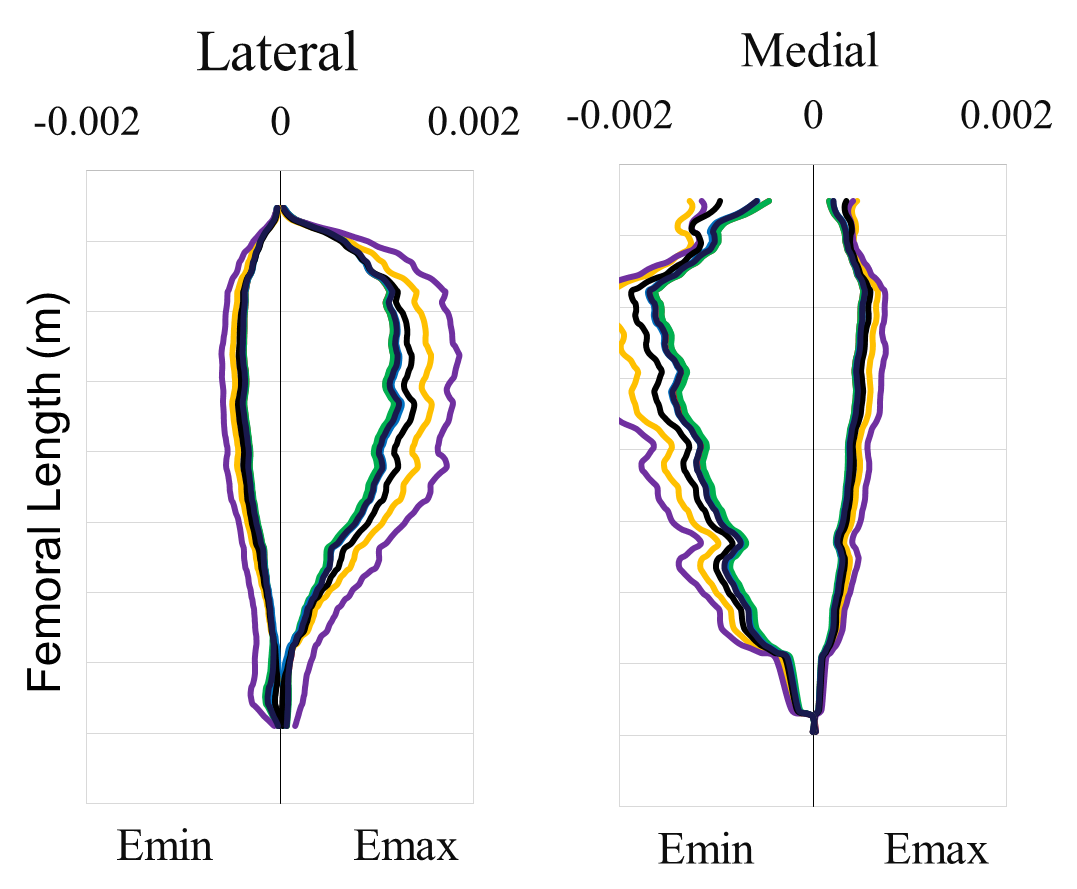 Lateral
-0.002 0 0.002
Medial
-0.002 0 0.002
Femoral Length (m)
Emin Emax
Emin Emax